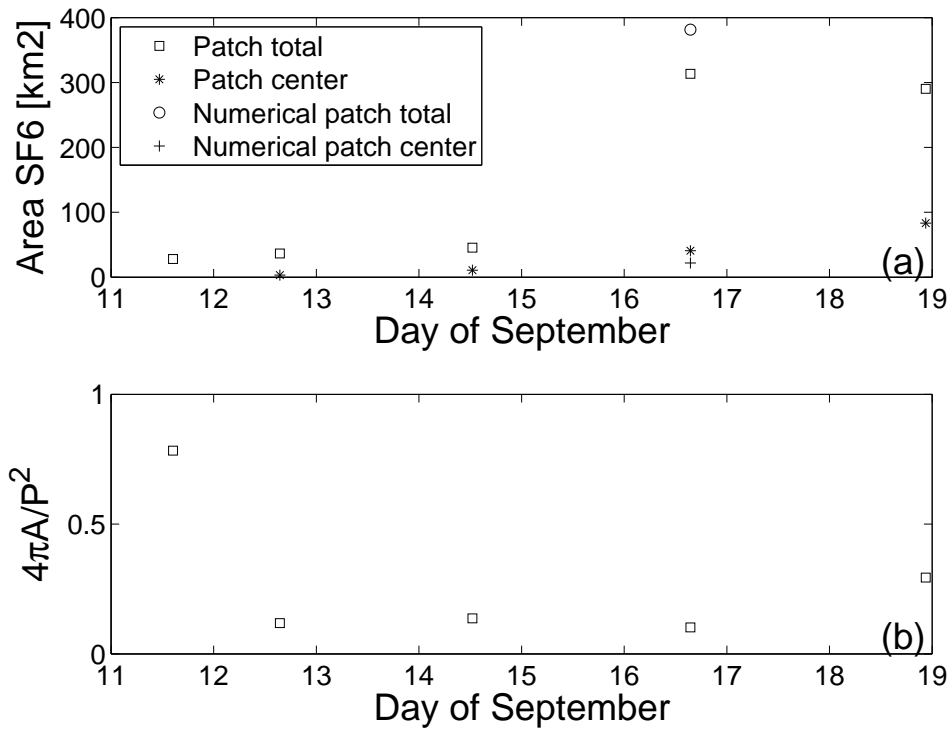 400
300
200
100
0
Area SF6 [km2]
Patch total
Patch center
Numerical patch total
Numerical patch center
(a)
11 12 13 14 15 16 17 18 19
Day of September
1
0.5
0
4πA/P²
(b)
11 12 13 14 15 16 17 18 19
Day of September